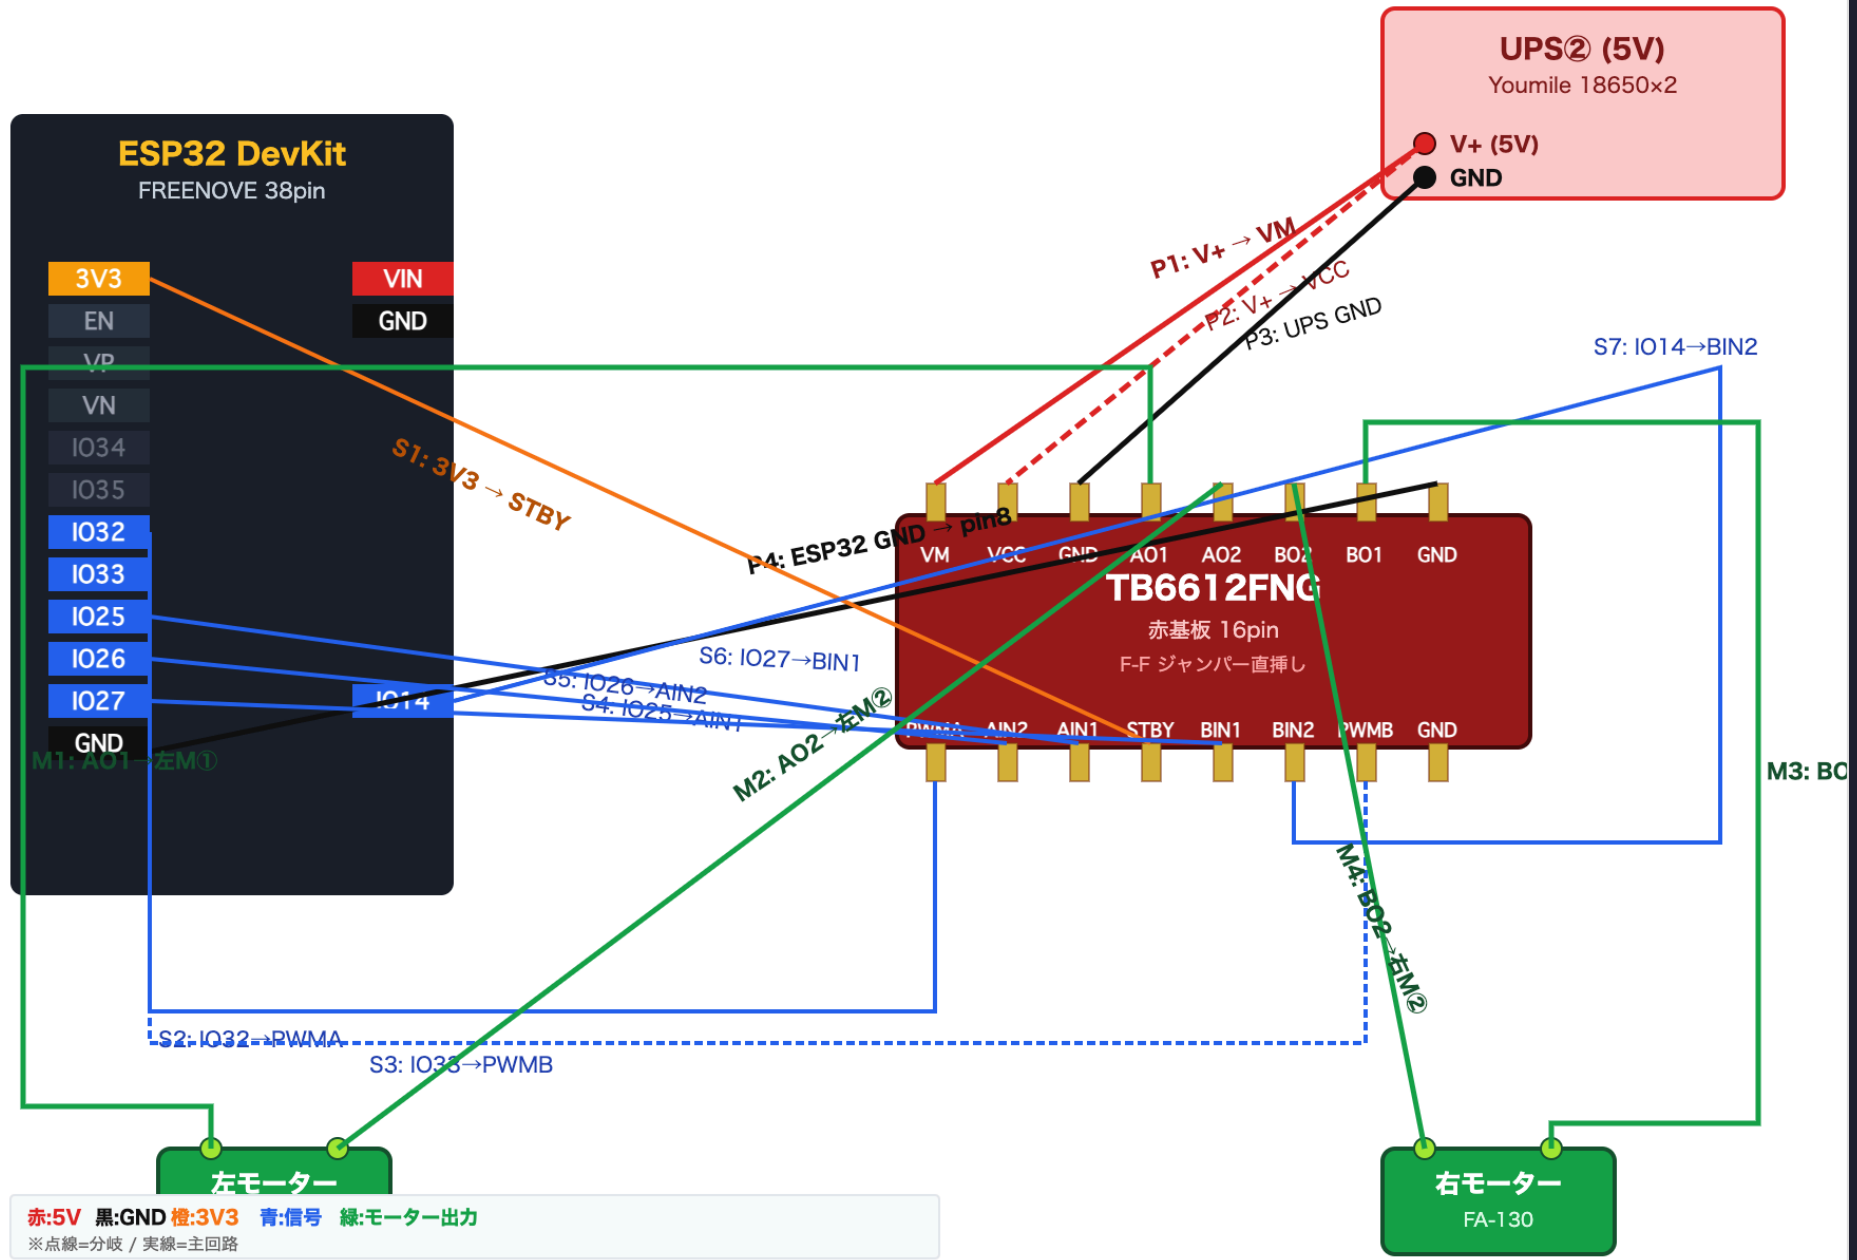 UPS② (5V)
Youmile 18650×2
V+ (5V)
GND
ESP32 DevKit
FREENOVE 38pin
3V3
EN
VP
VN
IO34
IO35
IO32
IO33
IO25
IO26
IO27
GND
VIN
GND
IO14
P1: V+ → VM
P2: V+ → VCC
P3: UPS GND
S7: IO14→BIN2
S1: 3V3 → STBY
P4: ESP32 GND → pin8
VM
VCC
GND
AO1
AO2
BO2
BO1
GND
TB6612FNG
赤基板 16pin
F-F ジャンパー直挿し
PWMA
AIN2
AIN1
STBY
BIN1
BIN2
PWMB
GND
S6: IO27→BIN1
S5: IO26→AIN2
S4: IO25→AIN1
M1: AO1→左M①
M2: AO2→左M②
M3: BO
M4: BO2→右M②
S2: IO32→PWMA
S3: IO33→PWMB
左モーター
右モーター
FA-130
赤:5V 黒:GND 橙:3V3 青:信号 緑:モーター出力
※点線=分岐 / 実線=主回路